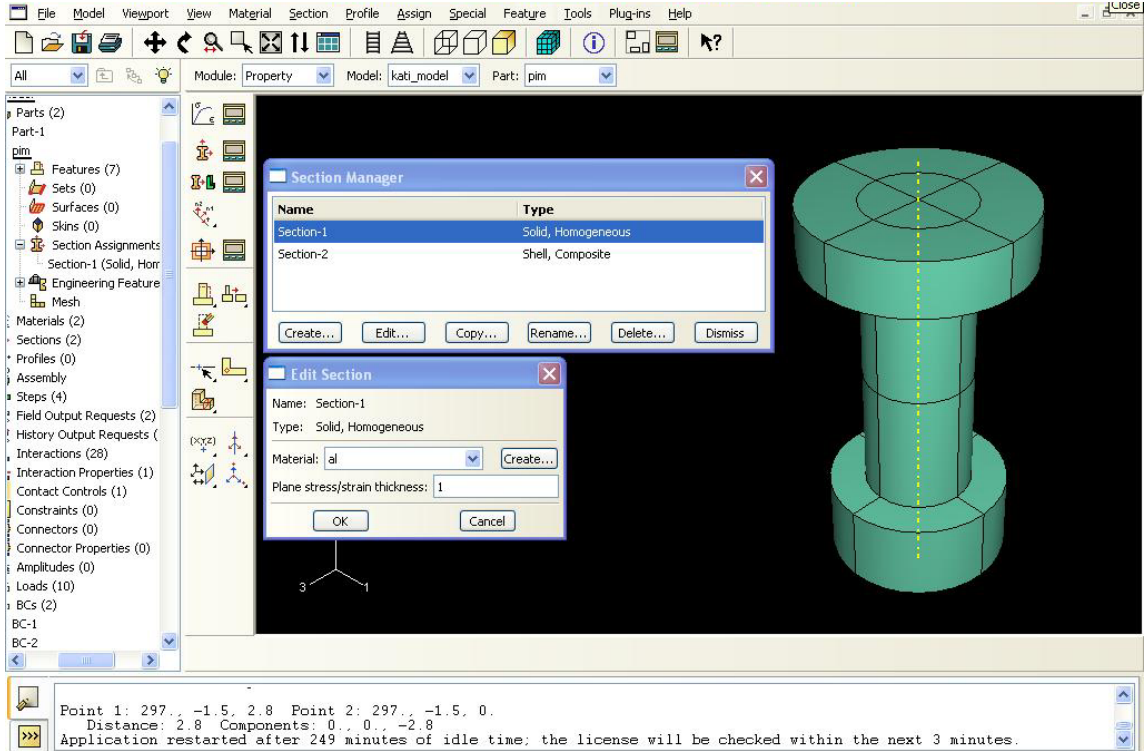 Close
File Model Viewport View Material Section Profile Assign Special Feature Tools Plug-ins Help
All Module: Property Model: kati_model Part: pim
Parts (2)
Part-1
pim
Features (7)
Sets (0)
Surfaces (0)
Skins (0)
Section Assignments
Section-1 (Solid, Hom
Engineering Feature
Mesh
Materials (2)
Sections (2)
Profiles (0)
Assembly
Steps (4)
Field Output Requests (2)
History Output Requests (
Interactions (28)
Interaction Properties (1)
Contact Controls (1)
Constraints (0)
Connectors (0)
Connector Properties (0)
Amplitudes (0)
Loads (10)
BCs (2)
BC-1
BC-2
(XYZ)
Section Manager
Name Type
Section-1 Solid, Homogeneous
Section-2 Shell, Composite
Create... Edit... Copy... Rename... Delete... Dismiss
Edit Section
Name: Section-1
Type: Solid, Homogeneous
Material: al Create...
Plane stress/strain thickness: 1
OK Cancel
3 1
Point 1: 297., -1.5, 2.8 Point 2: 297., -1.5, 0.
Distance: 2.8 Components: 0., 0., -2.8
Application restarted after 249 minutes of idle time; the license will be checked within the next 3 minutes.